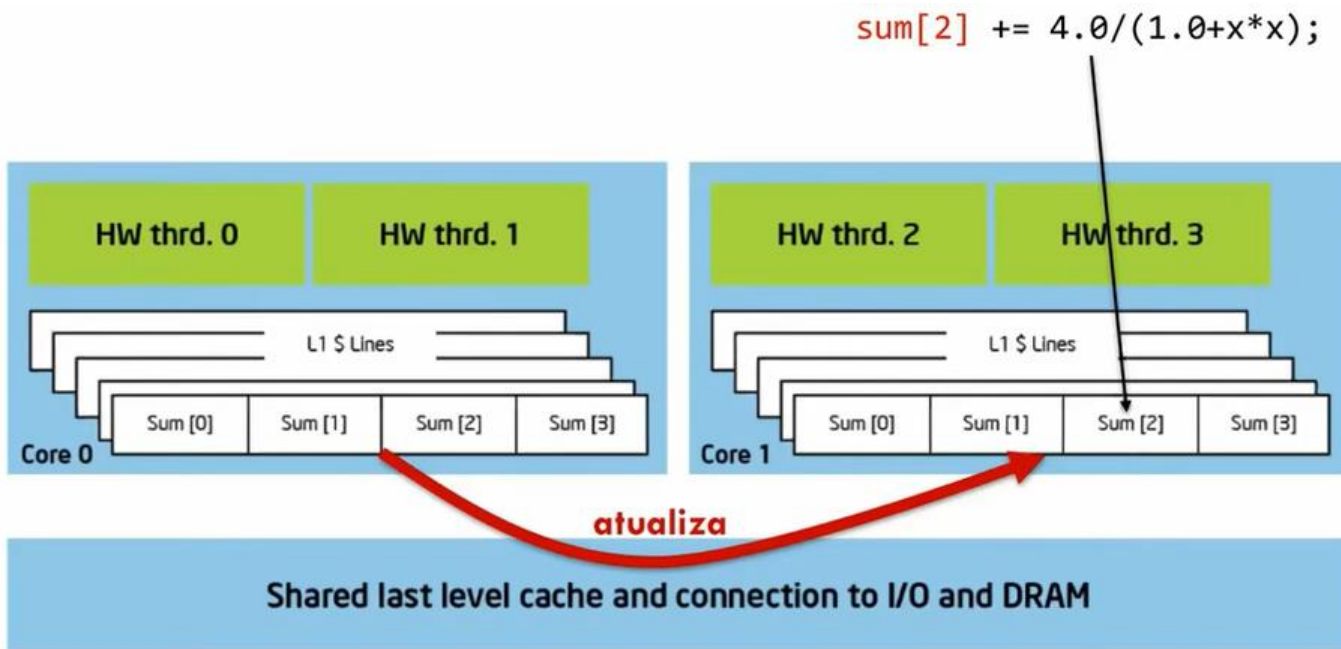 sum[2] += 4.0/(1.0+x*x);
HW thrd. 0
HW thrd. 1
HW thrd. 2
HW thrd. 3
L1 $ Lines
L1 $ Lines
Sum [0]
Sum [1]
Sum [2]
Sum [3]
Sum [0]
Sum [1]
Sum [2]
Sum [3]
Core 0
Core 1
atualiza
Shared last level cache and connection to I/O and DRAM